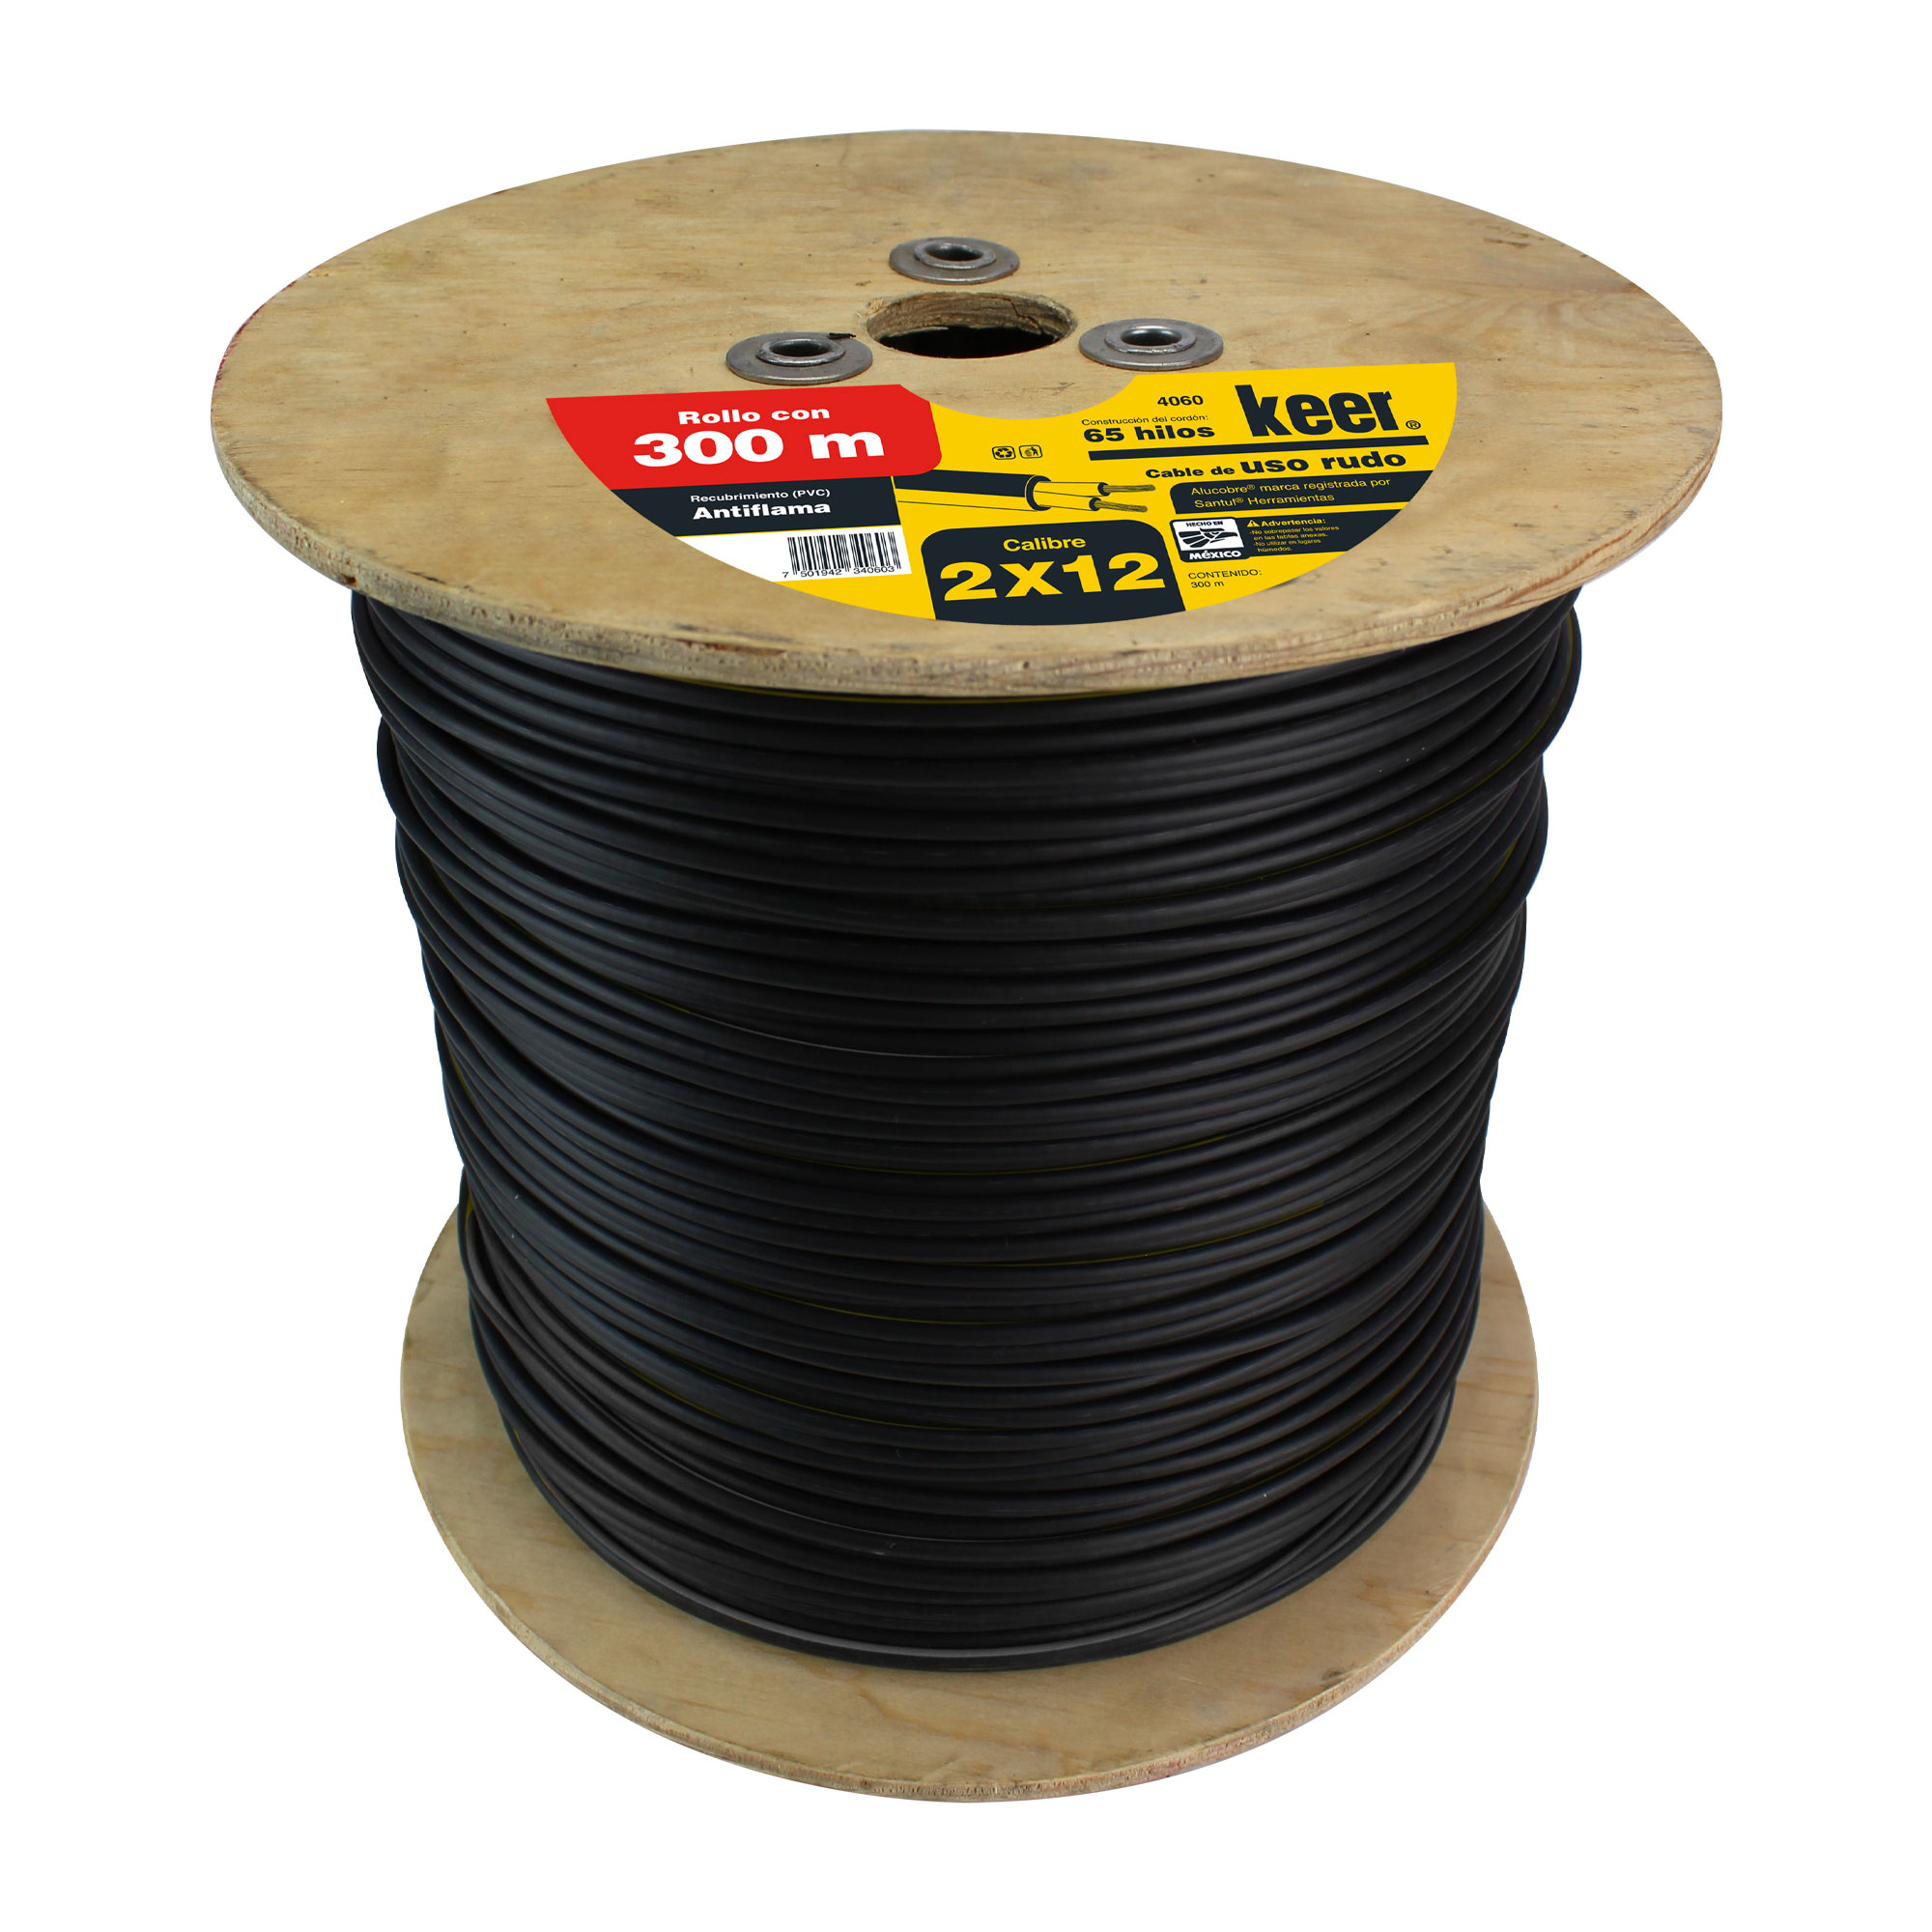 Rollo con
300 m
Recubrimiento (PVC)
Antiflama
7 501942 340603
Calibre
2X12
4060
Construcción del cordón:
65 hilos
keer®
Cable de uso rudo
Alucobre® marca registrada por
Santul® Herramientas
HECHO EN
MÉXICO
Advertencia:
-No sobrepasar los valores
en las tablas anexas.
-No utilizar en lugares
húmedos.
CONTENIDO:
300 m